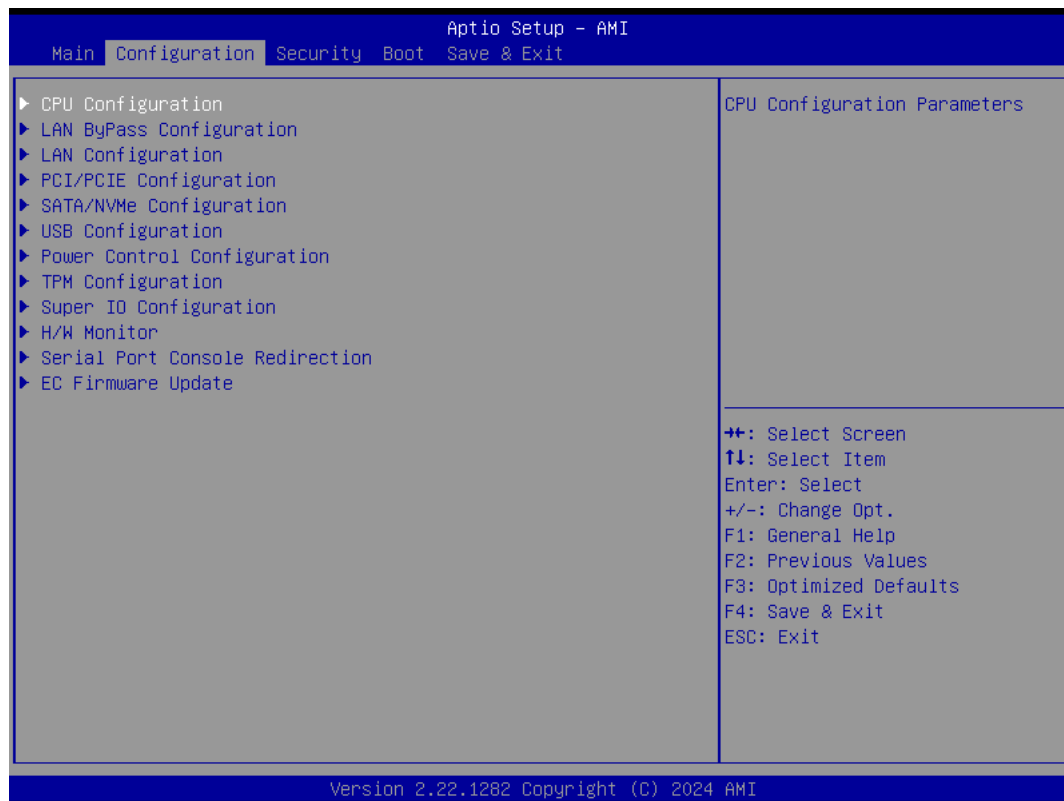 Aptio Setup – AMI
Main Configuration Security Boot Save & Exit
▶ CPU Configuration
▶ LAN ByPass Configuration
▶ LAN Configuration
▶ PCI/PCIE Configuration
▶ SATA/NVMe Configuration
▶ USB Configuration
▶ Power Control Configuration
▶ TPM Configuration
▶ Super IO Configuration
▶ H/W Monitor
▶ Serial Port Console Redirection
▶ EC Firmware Update
CPU Configuration Parameters
→←: Select Screen
↑↓: Select Item
Enter: Select
+/-: Change Opt.
F1: General Help
F2: Previous Values
F3: Optimized Defaults
F4: Save & Exit
ESC: Exit
Version 2.22.1282 Copyright (C) 2024 AMI